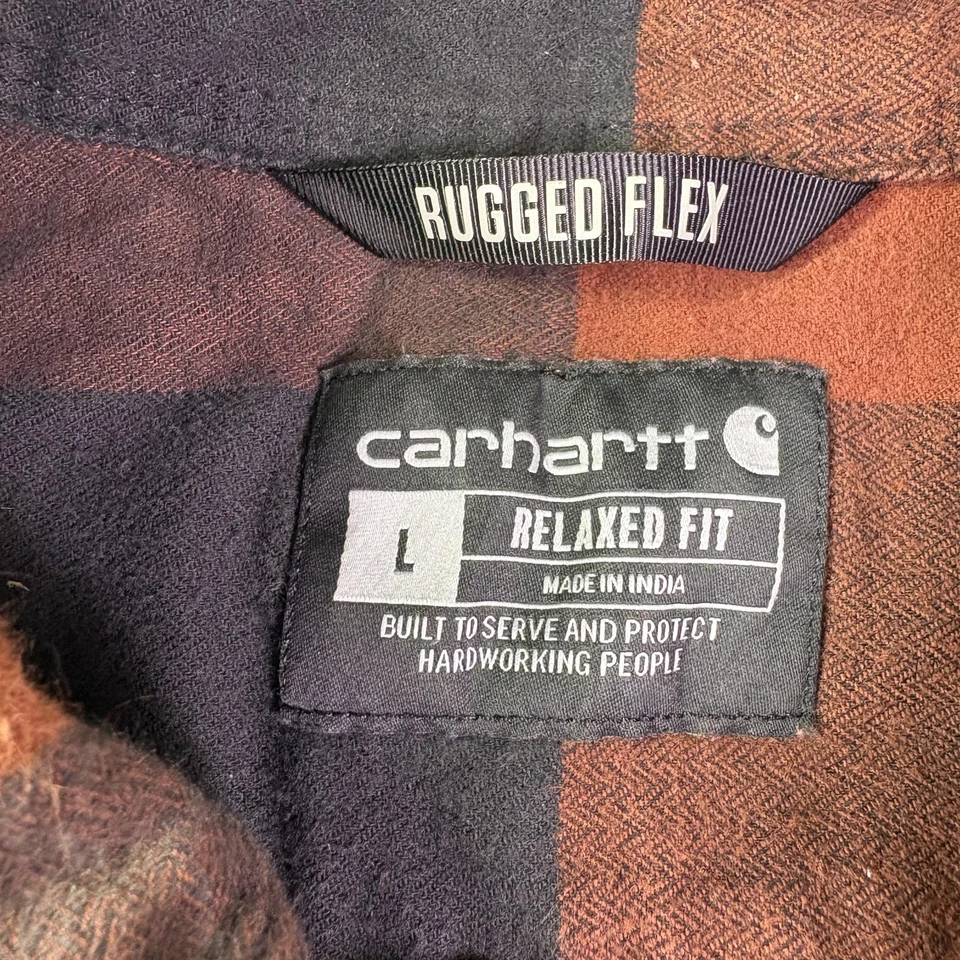 RUGGED FLEX
carhartt
L
RELAXED FIT
MADE IN INDIA
BUILT TO SERVE AND PROTECT
HARDWORKING PEOPLE